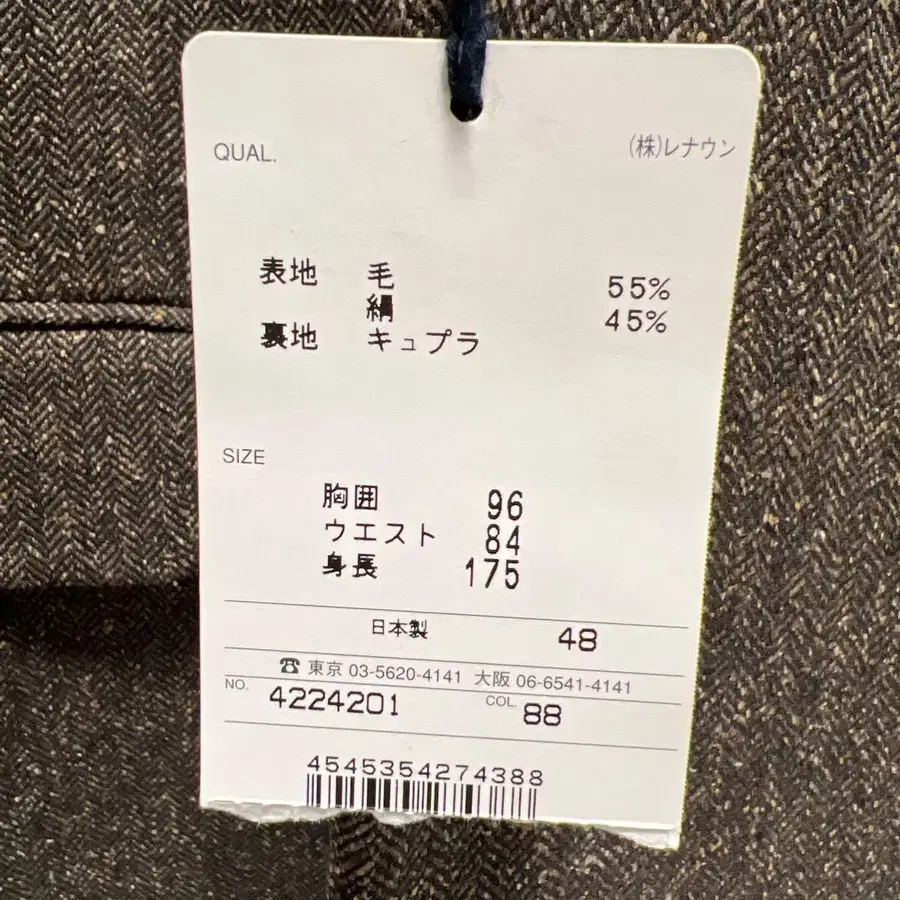 QUAL. (株)レナウン
表地 毛 55%
絹 45%
裏地 キュプラ
SIZE
胸囲 96
ウエスト 84
身長 175
日本製 48
☎ 東京 03-5620-4141 大阪 06-6541-4141
NO. 4224201 COL. 88
4545354274388